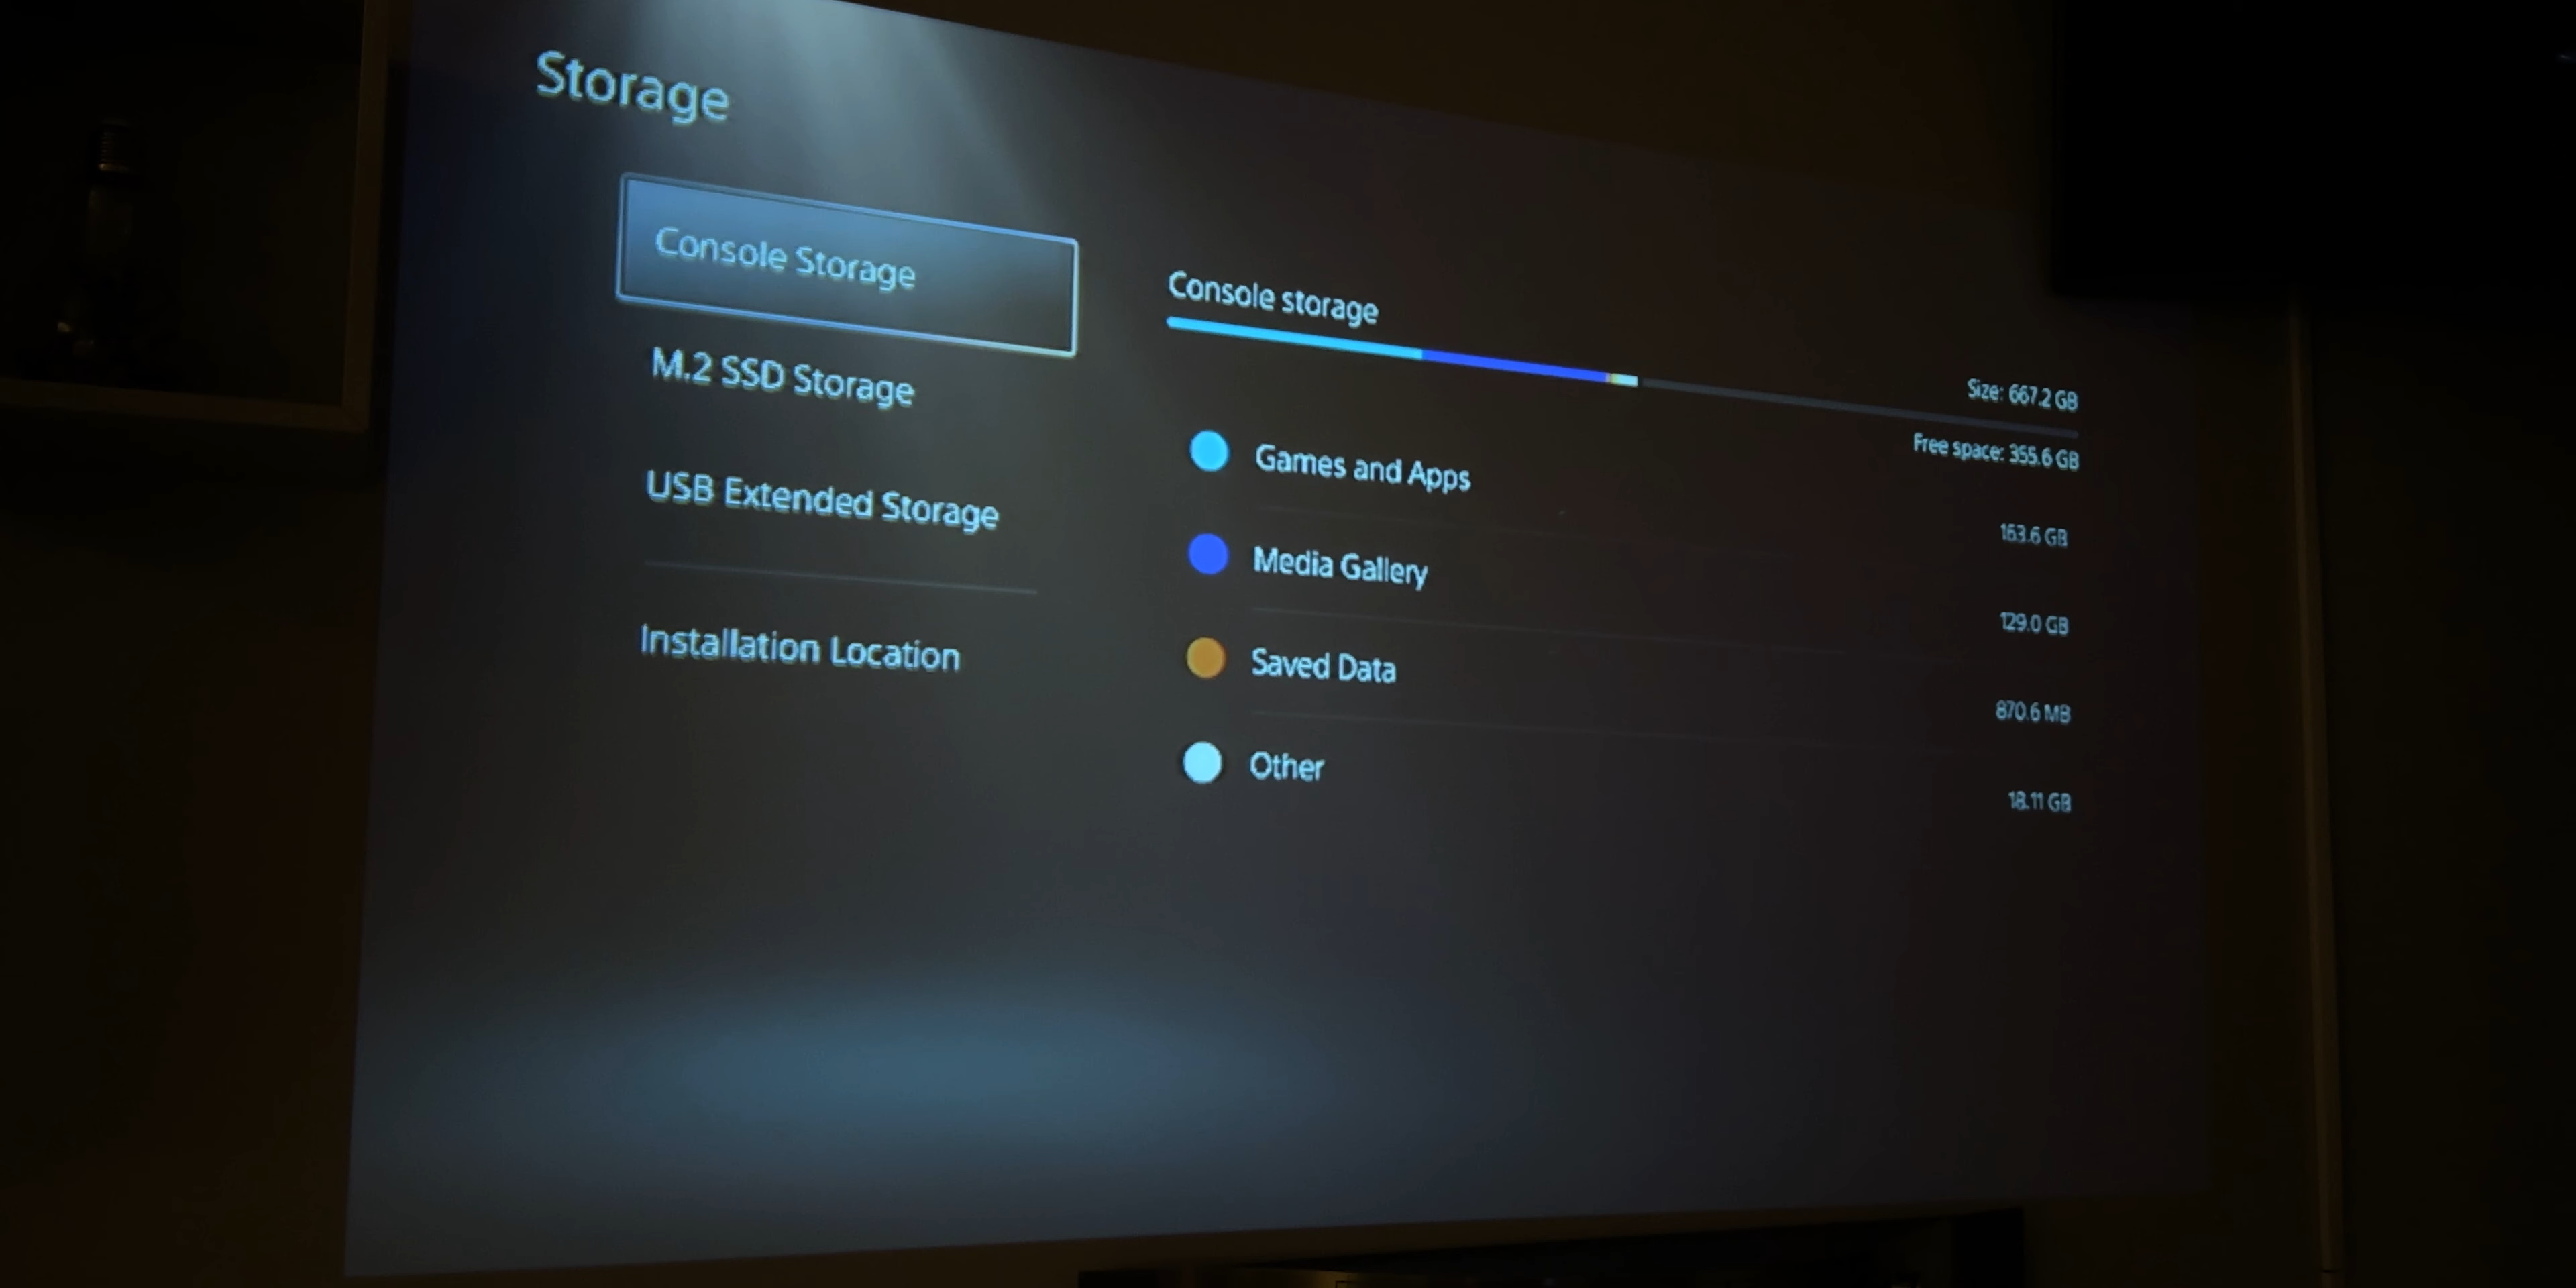 Storage
Console Storage
M.2 SSD Storage
USB Extended Storage
Installation Location
Console storage
Size: 667.2 GB
Free space: 355.6 GB
Games and Apps
163.6 GB
Media Gallery
129.0 GB
Saved Data
870.6 MB
Other
18.11 GB